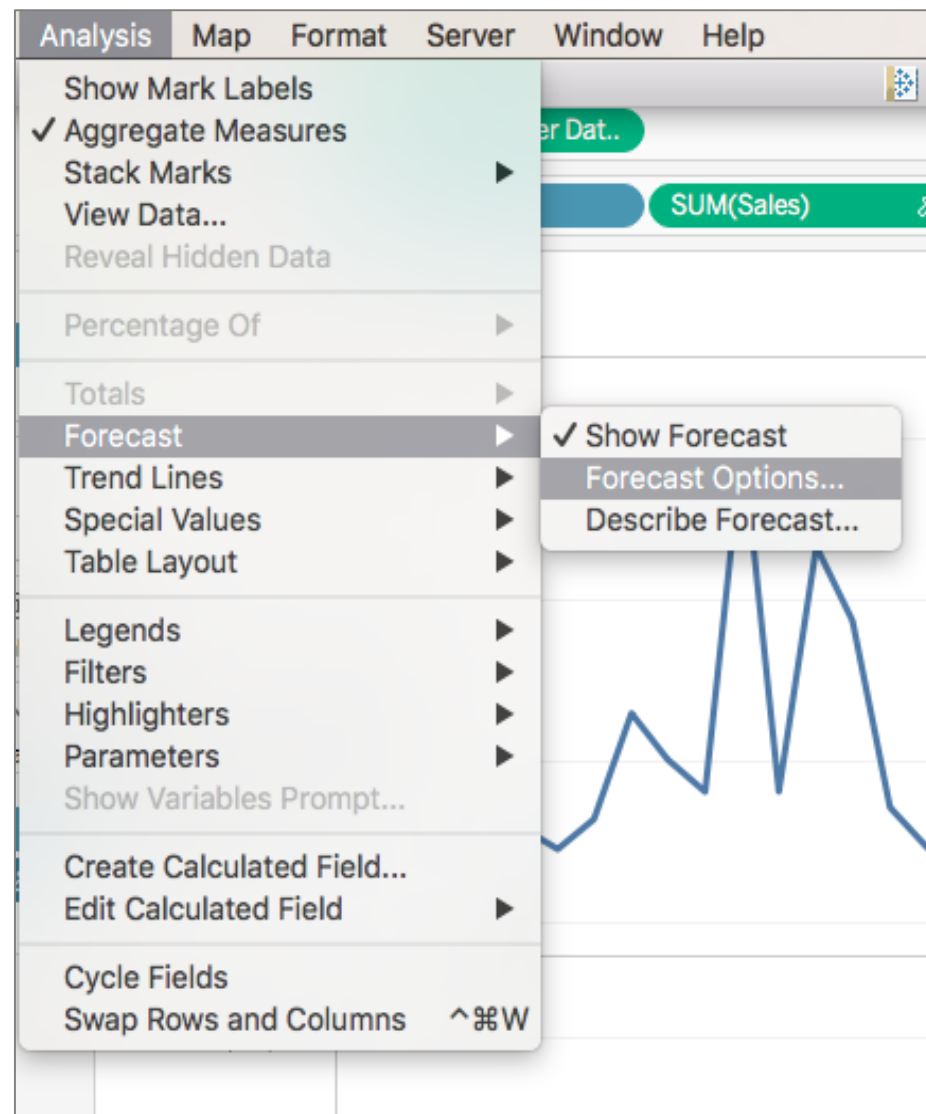 Analysis Map Format Server Window Help
Show Mark Labels
✓ Aggregate Measures
Stack Marks
View Data...
Reveal Hidden Data
Percentage Of
Totals
Forecast
Trend Lines
Special Values
Table Layout
Legends
Filters
Highlighters
Parameters
Show Variables Prompt...
Create Calculated Field...
Edit Calculated Field
Cycle Fields
Swap Rows and Columns ^⌘W
✓ Show Forecast
Forecast Options...
Describe Forecast...
er Dat..
SUM(Sales)